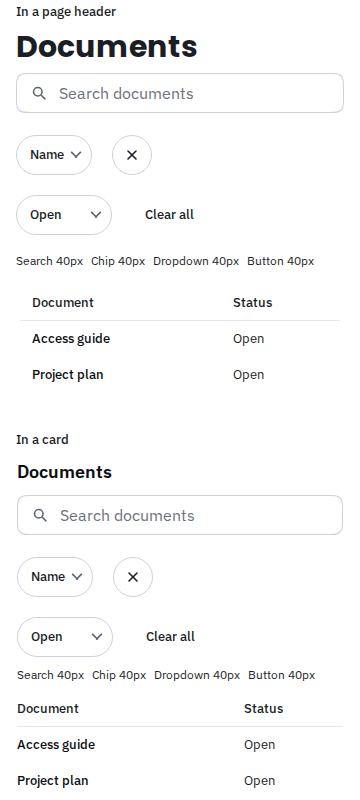 In a page header
Documents
Search documents
Name
Open Clear all
Search 40px Chip 40px Dropdown 40px Button 40px
Document Status
Access guide Open
Project plan Open
In a card
Documents
Search documents
Name
Open Clear all
Search 40px Chip 40px Dropdown 40px Button 40px
Document Status
Access guide Open
Project plan Open